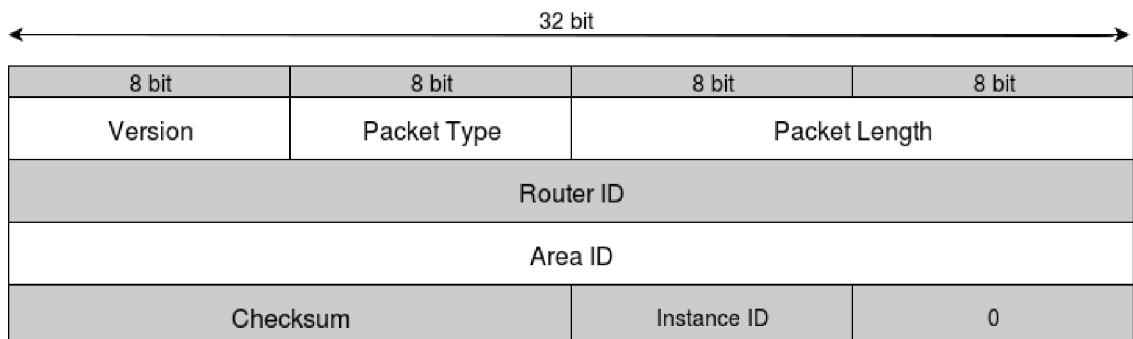 32 bit
8 bit 8 bit 8 bit 8 bit
Version Packet Type Packet Length
Router ID
Area ID
Checksum Instance ID 0